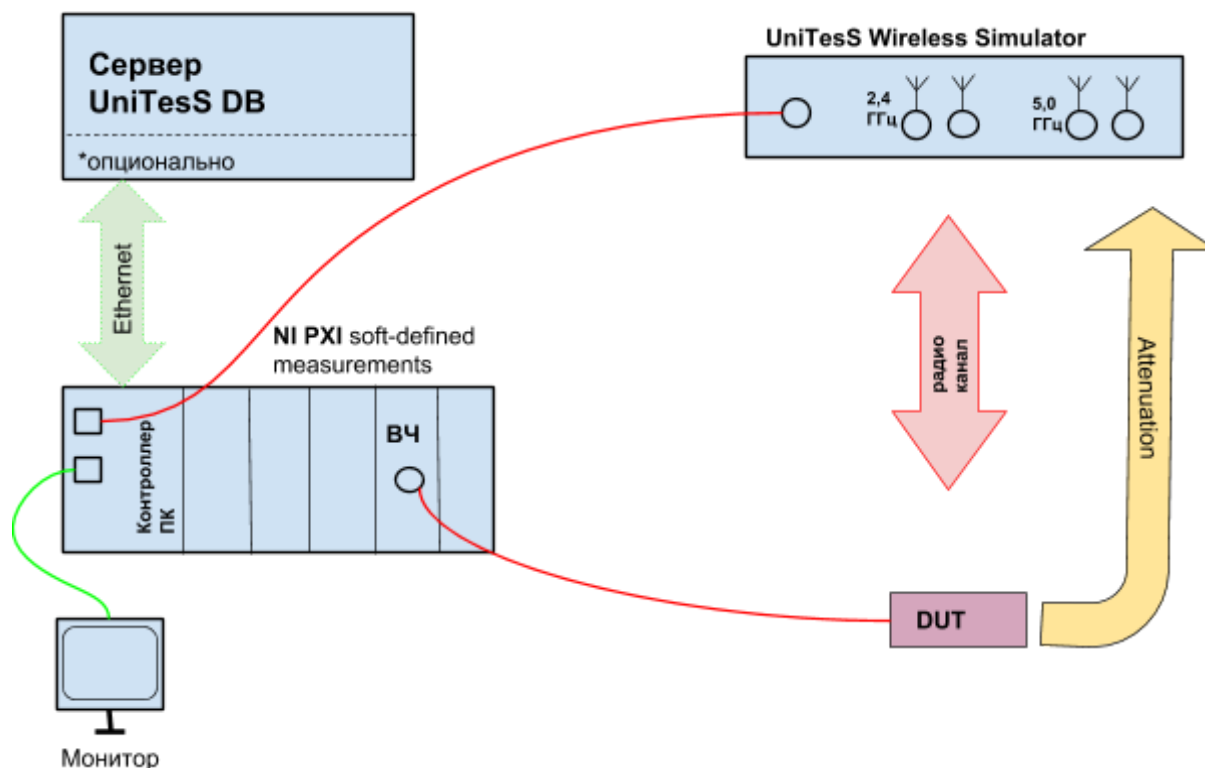 Сервер
UniTesS DB
*опционально
UniTesS Wireless Simulator
2,4
ГГц
5,0
ГГц
Ethernet
NI PXI soft-defined
measurements
Контроллер
ПК
ВЧ
радио
канал
Attenuation
DUT
Монитор